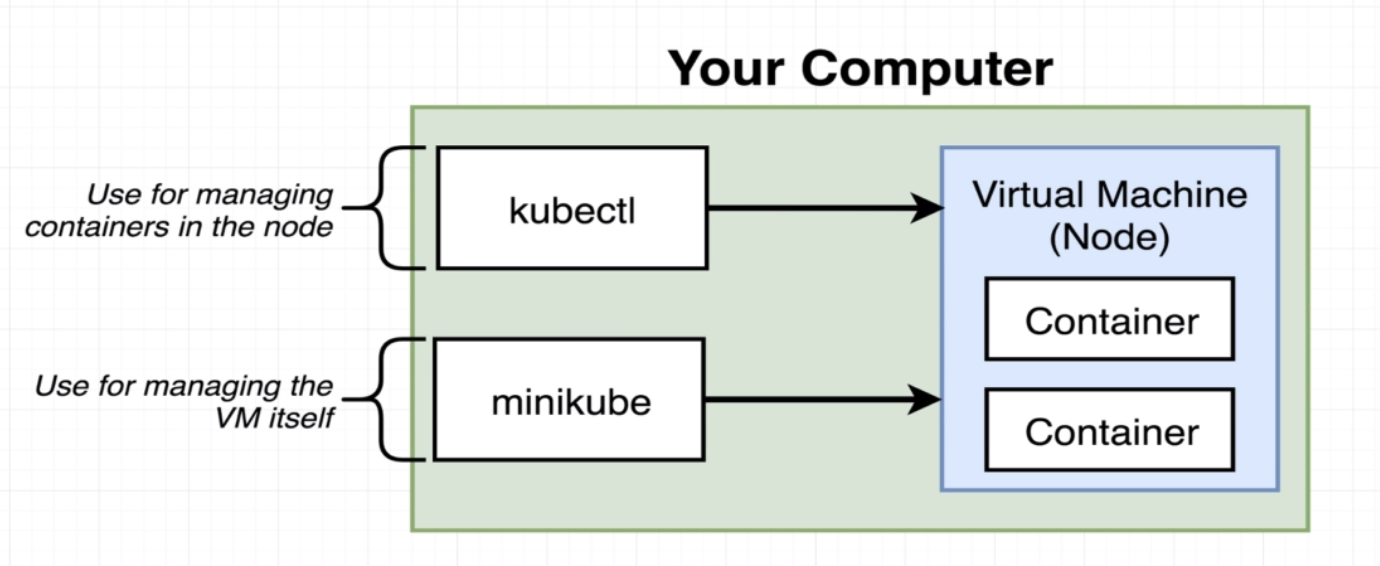 Your Computer
Use for managing
containers in the node
kubectl
Virtual Machine
(Node)
Container
Use for managing the
VM itself
minikube
Container